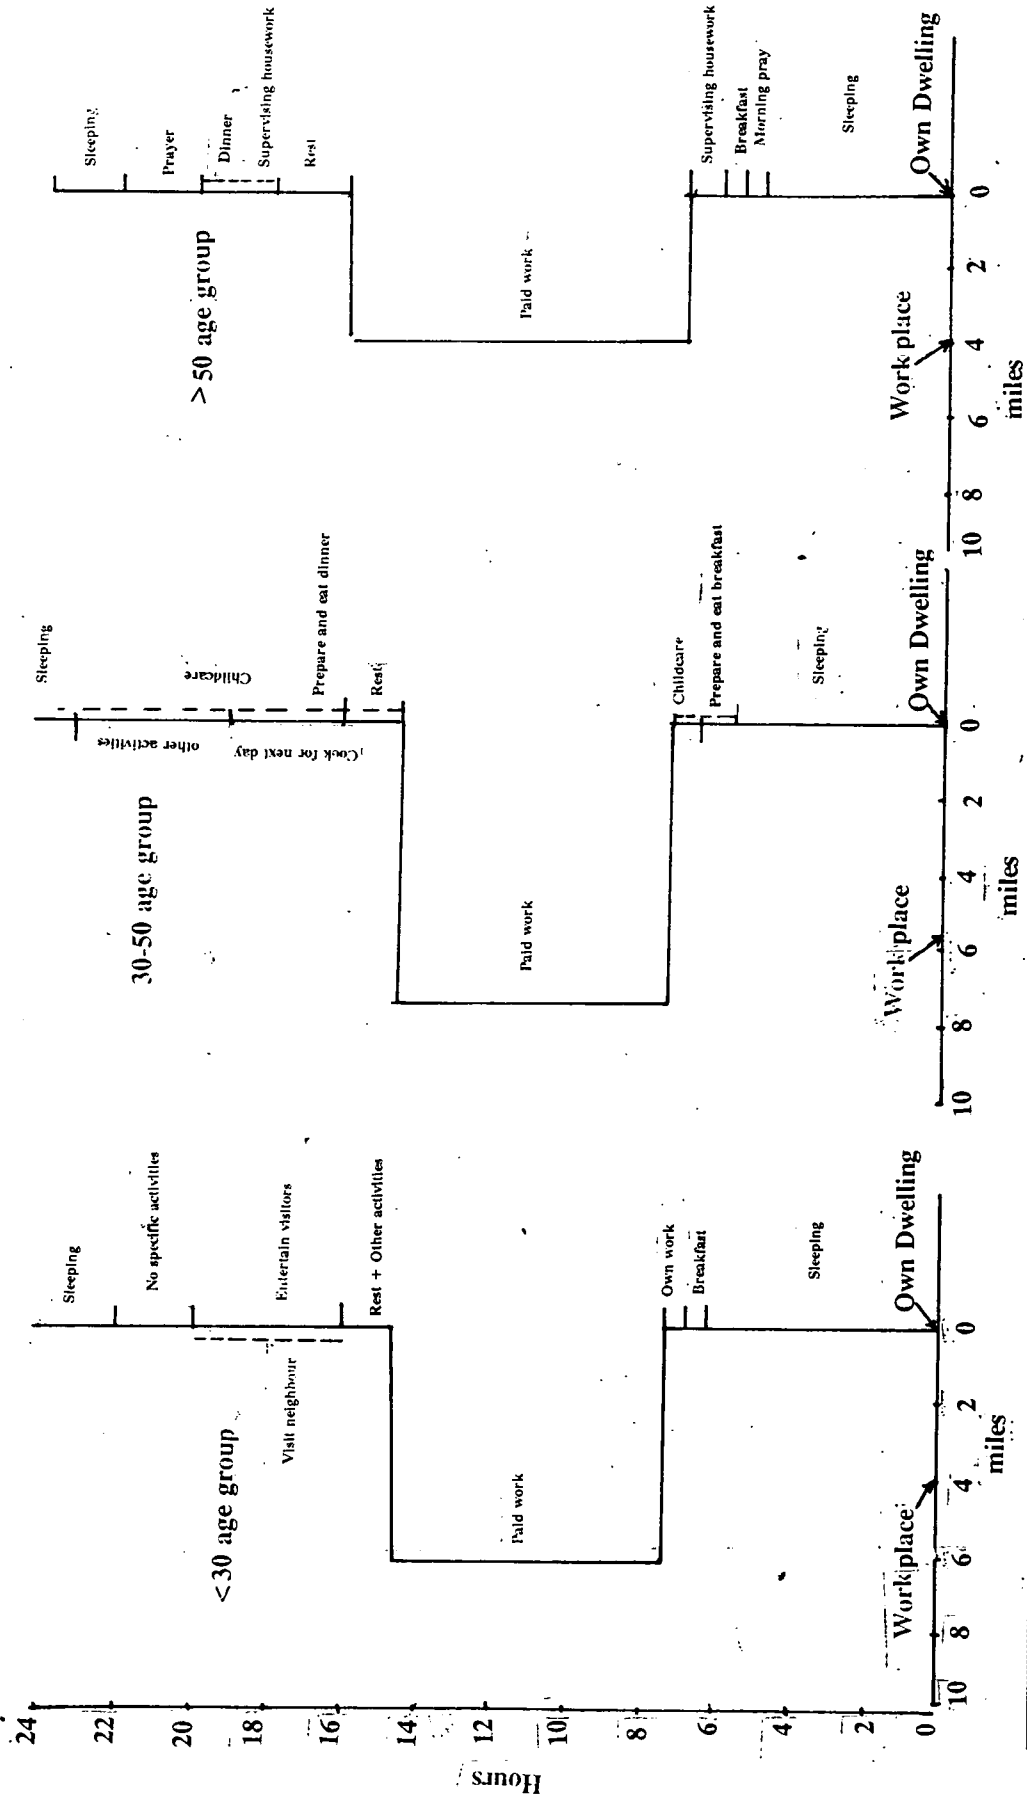 Hours
24
22
20
18
16
14
12
10
8
6
4
2
0
<30 age group
Sleeping
No specific activities
Entertain visitors
Visit neighbour
Rest + Other activities
Paid work
Own work
Breakfast
Sleeping
Workplace
Own Dwelling
10 8 6 4 2 0
miles
30-50 age group
Sleeping
Childcare
other activities
Cook for next day
Prepare and eat dinner
Rest
Paid work
Childcare
Prepare and eat breakfast
Sleeping
Workplace
Own Dwelling
10 8 6 4 2 0
miles
>50 age group
Sleeping
Prayer
Dinner
Supervising housework
Rest
Paid work
Supervising housework
Breakfast
Morning pray
Sleeping
Work place
Own Dwelling
10 8 6 4 2 0
miles